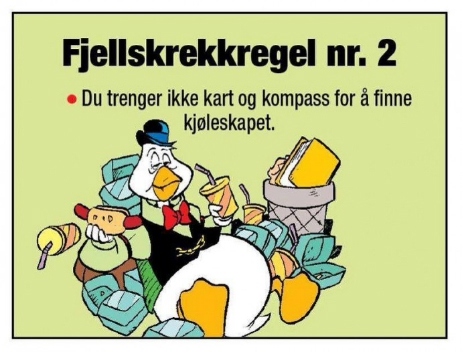 Fjellskrekkregel nr. 2
• Du trenger ikke kart og kompass for å finne
kjøleskapet.